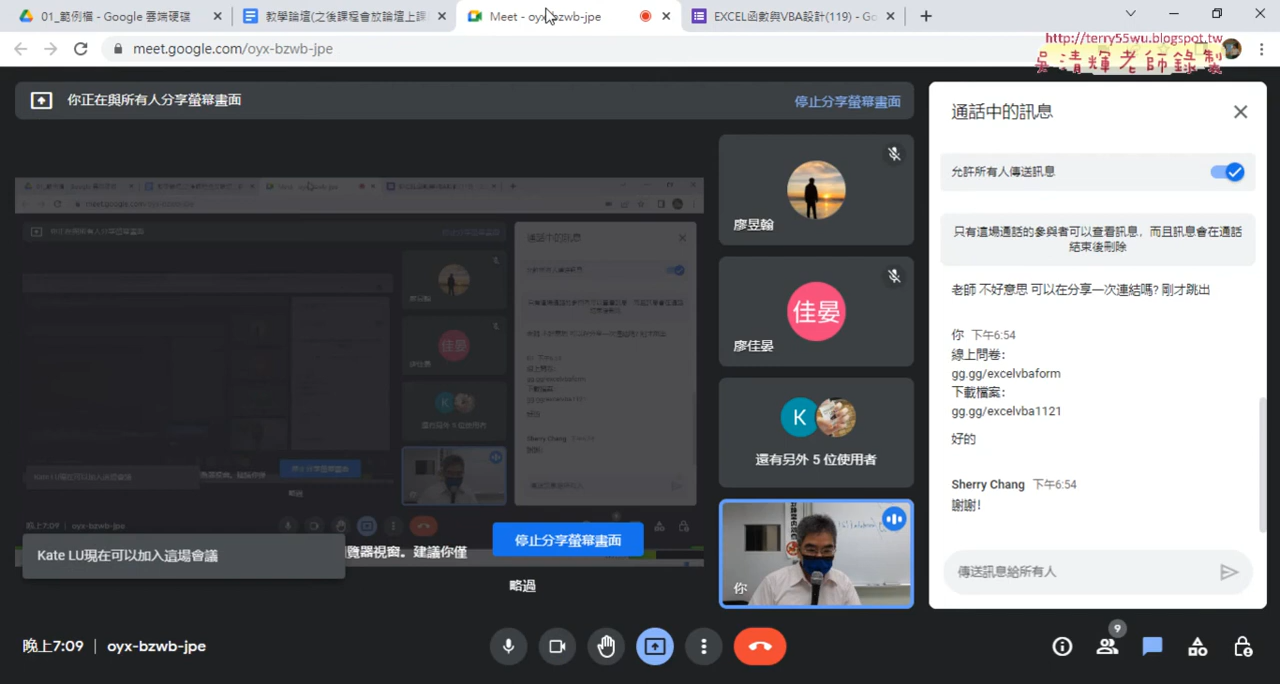 01_範例檔 - Google 雲端硬碟
教學論壇(之後課程會放論壇上課
Meet - oyx-bzwb-jpe
EXCEL函數與VBA設計(119) - Go
meet.google.com/oyx-bzwb-jpe
http://terry55wu.blogspot.tw
吳清輝老師錄製
你正在與所有人分享螢幕畫面
停止分享螢幕畫面
廖昱翰
佳晏
廖佳晏
K
還有另外 5 位使用者
你
通話中的訊息
允許所有人傳送訊息
只有這場通話的參與者可以查看訊息，而且訊息會在通話
結束後刪除
老師 不好意思 可以在分享一次連結嗎? 剛才跳出
你 下午6:54
線上問卷:
gg.gg/excelvbaform
下載檔案:
gg.gg/excelvba1121
好的
Sherry Chang 下午6:54
謝謝!
傳送訊息給所有人
Kate LU現在可以加入這場會議
覽器視窗。建議你僅
停止分享螢幕畫面
略過
晚上7:09 | oyx-bzwb-jpe
9